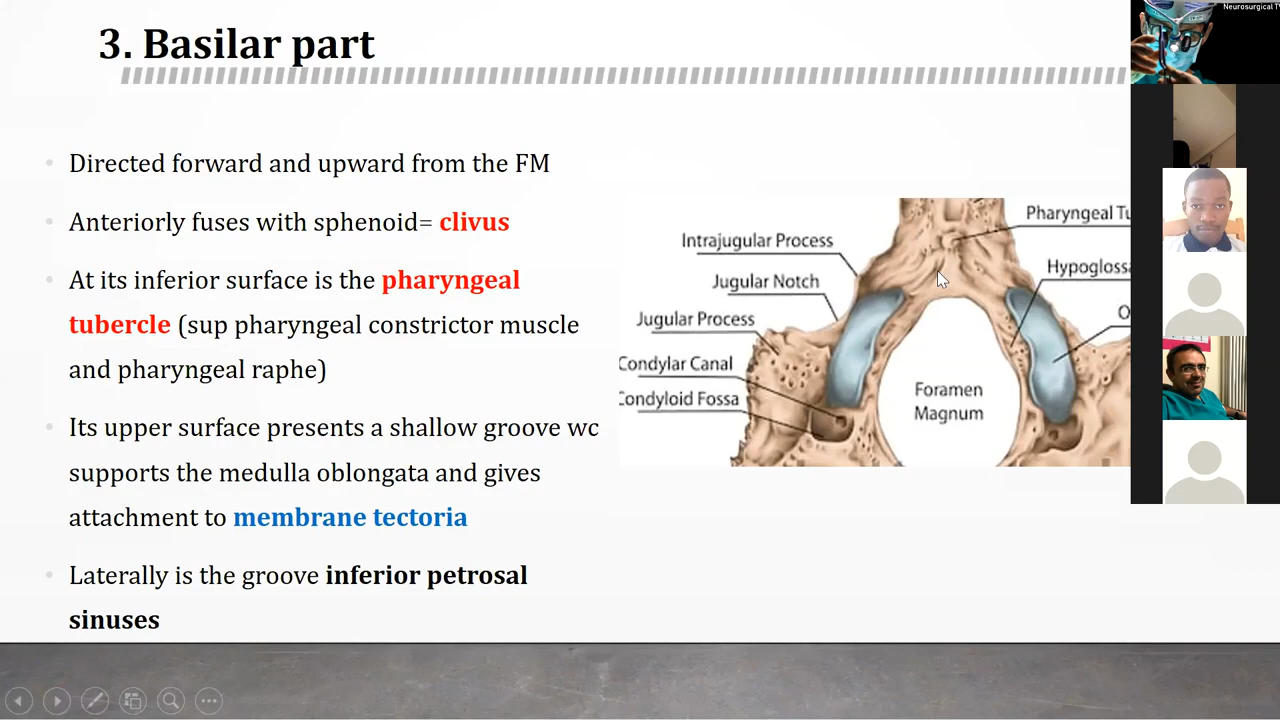 3. Basilar part
Neurosurgical
Directed forward and upward from the FM
Anteriorly fuses with sphenoid= clivus
At its inferior surface is the pharyngeal
tubercle (sup pharyngeal constrictor muscle
and pharyngeal raphe)
Its upper surface presents a shallow groove wc
supports the medulla oblongata and gives
attachment to membrane tectoria
Laterally is the groove inferior petrosal
sinuses
Pharyngeal Tu
Intrajugular Process
Hypoglossa
Jugular Notch
O
Jugular Process
Condylar Canal
Condyloid Fossa
Foramen
Magnum